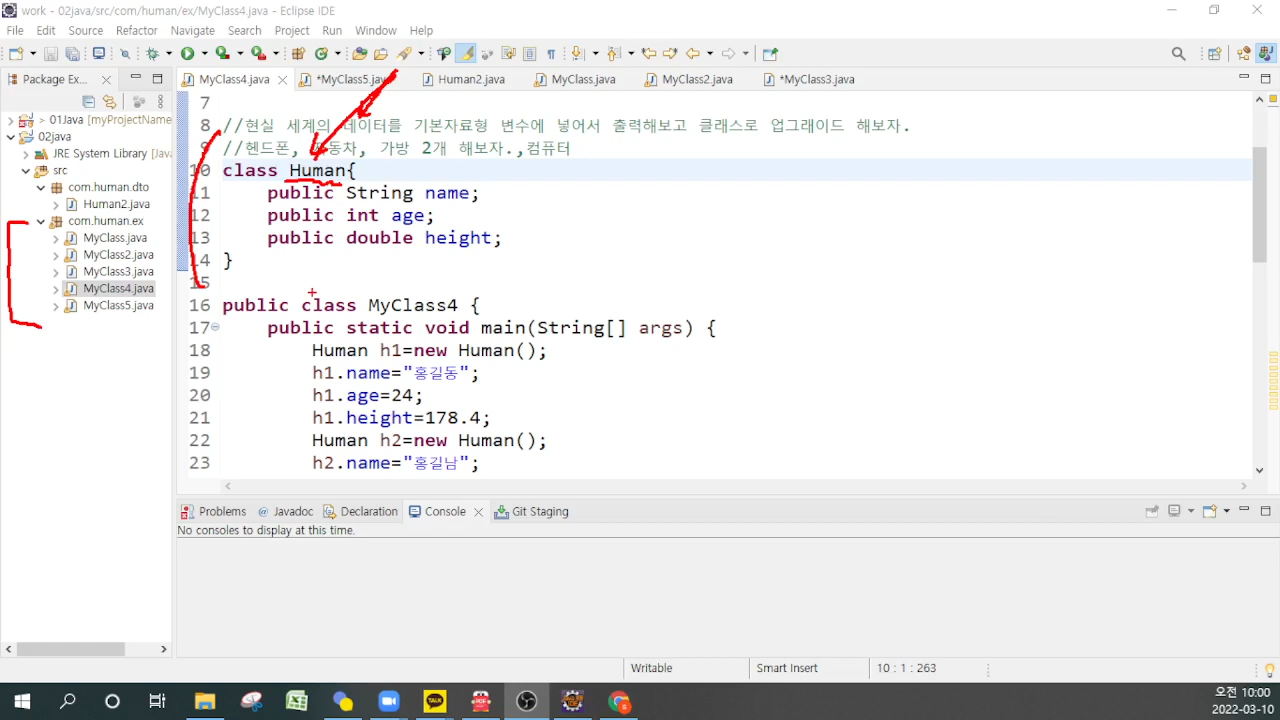 work - 02java/src/com/human/ex/MyClass4.java - Eclipse IDE
File Edit Source Refactor Navigate Search Project Run Window Help
Package Ex...
MyClass4.java
*MyClass5.java
Human2.java
MyClass.java
MyClass2.java
*MyClass3.java
> 01Java [myProjectName
02java
JRE System Library [Java
src
com.human.dto
Human2.java
com.human.ex
MyClass.java
MyClass2.java
MyClass3.java
MyClass4.java
MyClass5.java
7
8 //현실 세계의 데이터를 기본자료형 변수에 넣어서 출력해보고 클래스로 업그레이드 해보자.
//헨드폰, 자동차, 가방 2개 해보자.,컴퓨터
10 class Human{
11 public String name;
12 public int age;
13 public double height;
14 }
15
16 public class MyClass4 {
17 public static void main(String[] args) {
18 Human h1=new Human();
19 h1.name="홍길동";
20 h1.age=24;
21 h1.height=178.4;
22 Human h2=new Human();
23 h2.name="홍길남";
Problems @ Javadoc Declaration Console Git Staging
No consoles to display at this time.
Writable Smart Insert 10 : 1 : 263
TALK
PDF
오전 10:00
2022-03-10